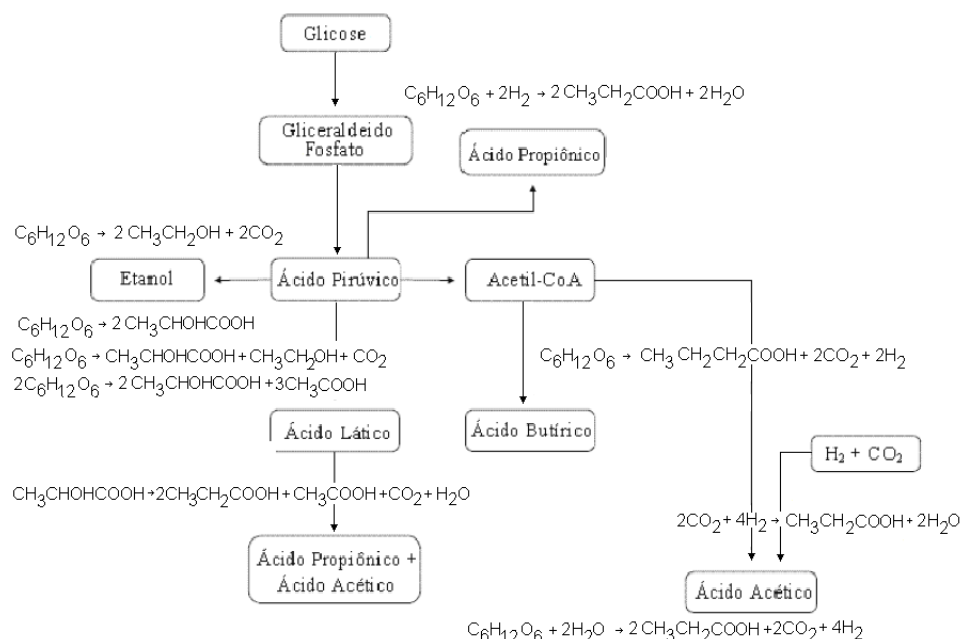 Glicose
C6H12O6 + 2H2 → 2 CH3CH2COOH + 2H2O
Gliceraldeido
Fosfato
Ácido Propiônico
C6H12O6 → 2 CH3CH2OH + 2CO2
Etanol
Ácido Pirúvico
Acetil-CoA
C6H12O6 → 2 CH3CHOHCOOH
C6H12O6 → CH3CHOHCOOH + CH3CH2OH + CO2
2C6H12O6 → 2 CH3CHOHCOOH +3CH3COOH
C6H12O6 → CH3CH2CH2COOH + 2CO2 + 2H2
Ácido Lático
Ácido Butírico
H2 + CO2
CH3CHOHCOOH→2CH3CH2COOH + CH3COOH +CO2 + H2O
2CO2 + 4H2 → CH3CH2COOH + 2H2O
Ácido Propiônico +
Ácido Acético
Ácido Acético
C6H12O6 + 2H2O → 2 CH3CH2COOH +2CO2 + 4H2